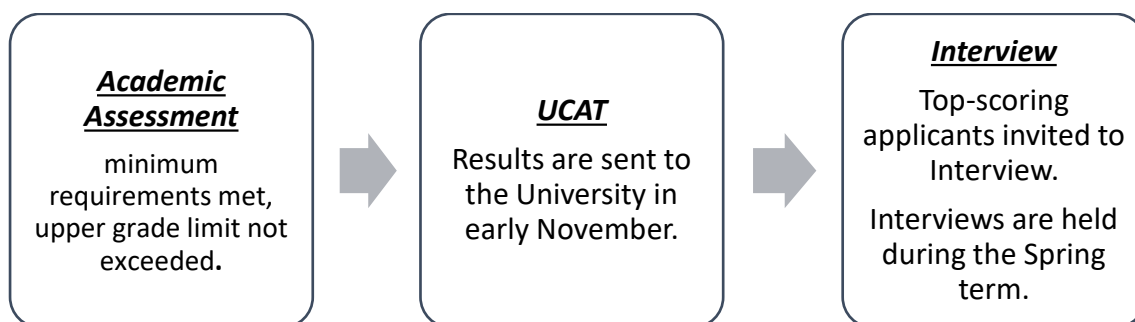 Academic
Assessment
minimum
requirements met,
upper grade limit not
exceeded.
UCAT
Results are sent to
the University in
early November.
Interview
Top-scoring
applicants invited to
Interview.
Interviews are held
during the Spring
term.